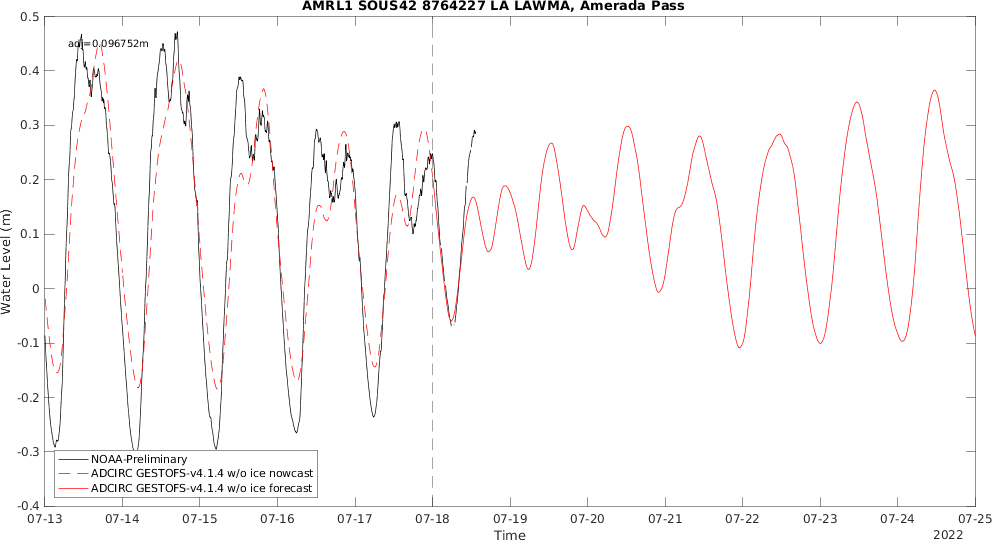 AMRL1 SOUS42 8764227 LA LAWMA, Amerada Pass
0.5
0.4
0.3
0.2
0.1
0
-0.1
-0.2
-0.3
-0.4
Water Level (m)
adj=0.096752m
NOAA-Preliminary
ADCIRC GESTOFS-v4.1.4 w/o ice nowcast
ADCIRC GESTOFS-v4.1.4 w/o ice forecast
07-13 07-14 07-15 07-16 07-17 07-18 07-19 07-20 07-21 07-22 07-23 07-24 07-25
Time
2022